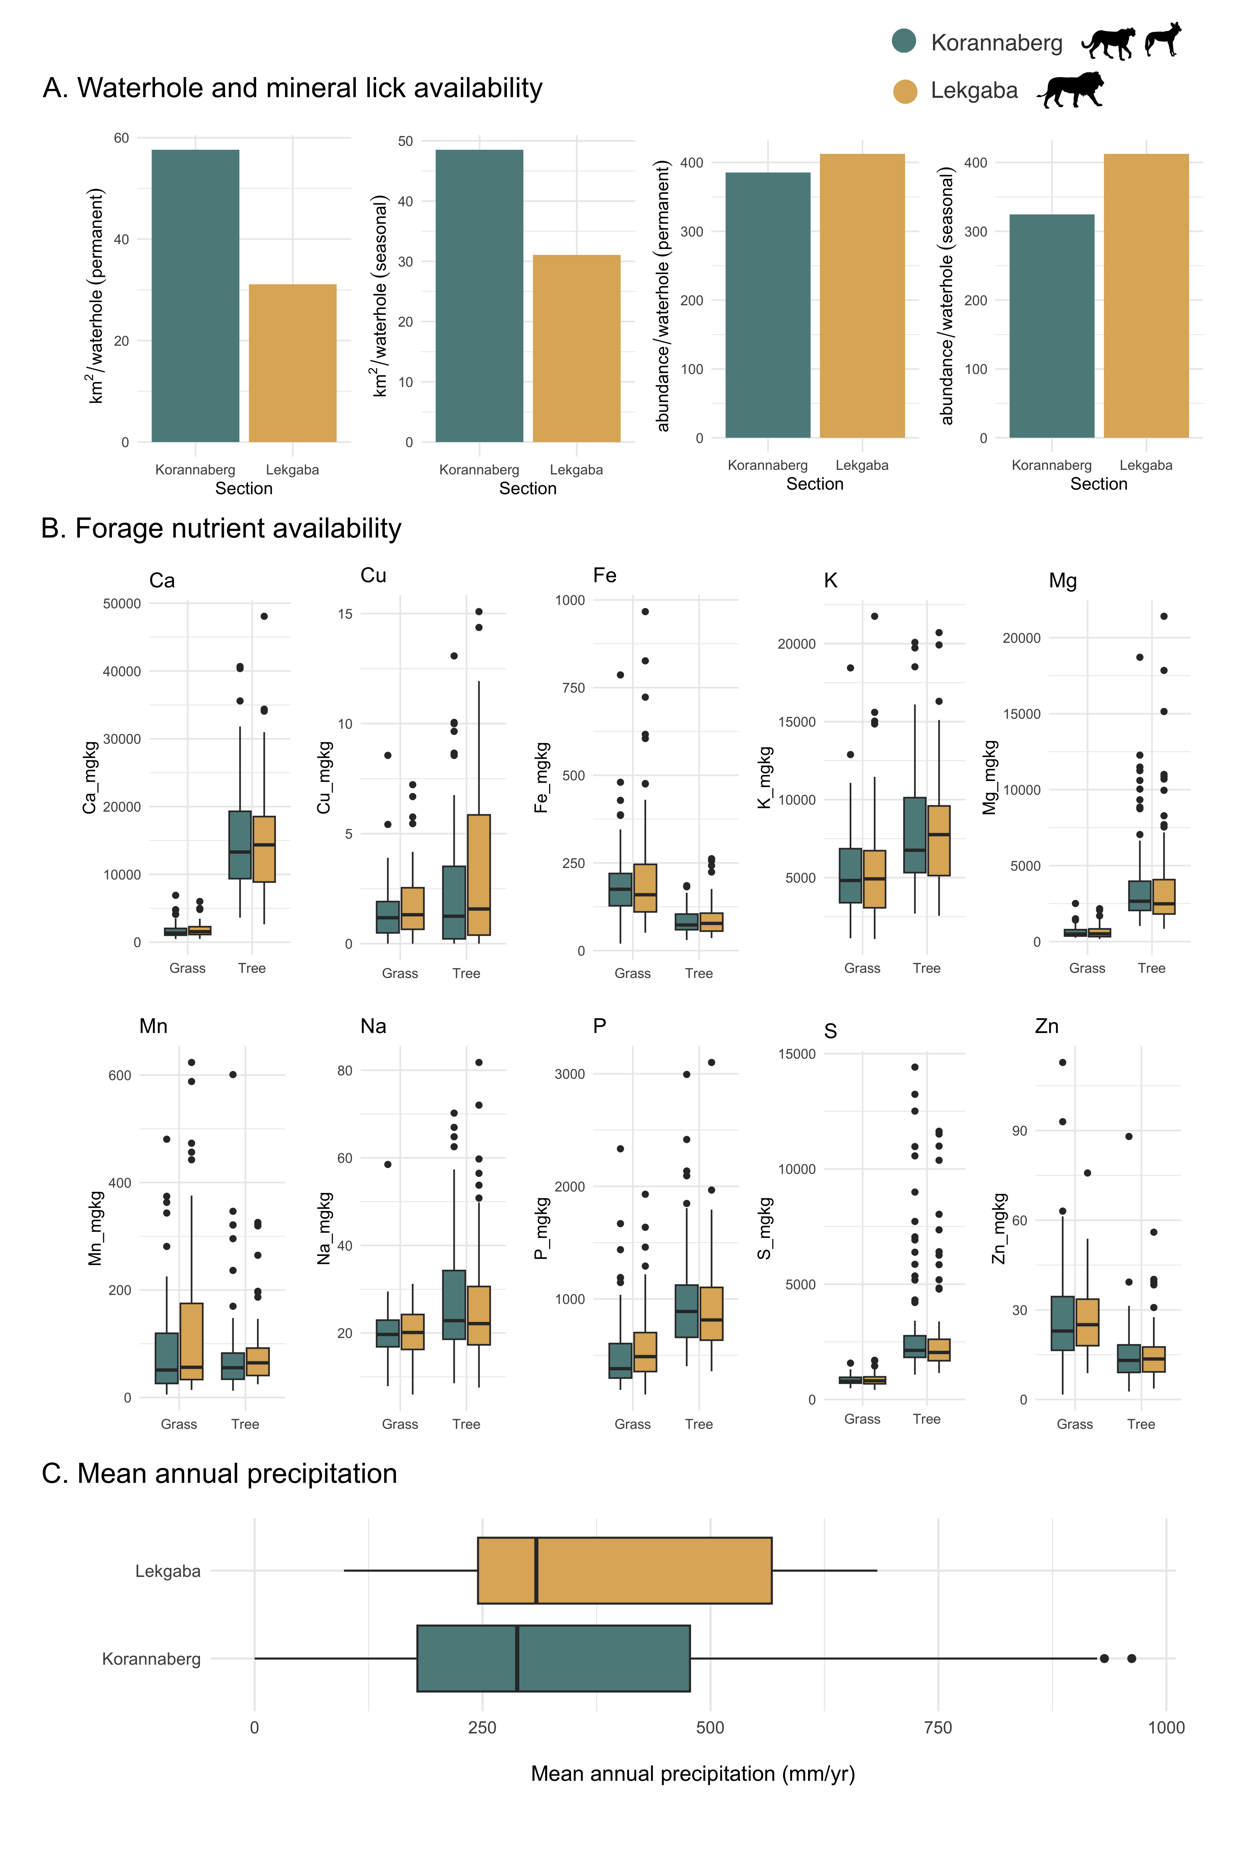 Korannaberg
Lekgaba
A. Waterhole and mineral lick availability
km²/waterhole (permanent)
60
40
20
0
Korannaberg Lekgaba
Section
km²/waterhole (seasonal)
50
40
30
20
10
0
Korannaberg Lekgaba
Section
abundance/waterhole (permanent)
400
300
200
100
0
Korannaberg Lekgaba
Section
abundance/waterhole (seasonal)
400
300
200
100
0
Korannaberg Lekgaba
Section
B. Forage nutrient availability
Ca
Ca_mgkg
50000
40000
30000
20000
10000
0
Grass Tree
Cu
Cu_mgkg
15
10
5
0
Grass Tree
Fe
Fe_mgkg
1000
750
500
250
0
Grass Tree
K
K_mgkg
20000
15000
10000
5000
Grass Tree
Mg
Mg_mgkg
20000
15000
10000
5000
0
Grass Tree
Mn
Mn_mgkg
600
400
200
0
Grass Tree
Na
Na_mgkg
80
60
40
20
Grass Tree
P
P_mgkg
3000
2000
1000
Grass Tree
S
S_mgkg
15000
10000
5000
0
Grass Tree
Zn
Zn_mgkg
90
60
30
0
Grass Tree
C. Mean annual precipitation
Lekgaba
Korannaberg
0 250 500 750 1000
Mean annual precipitation (mm/yr)